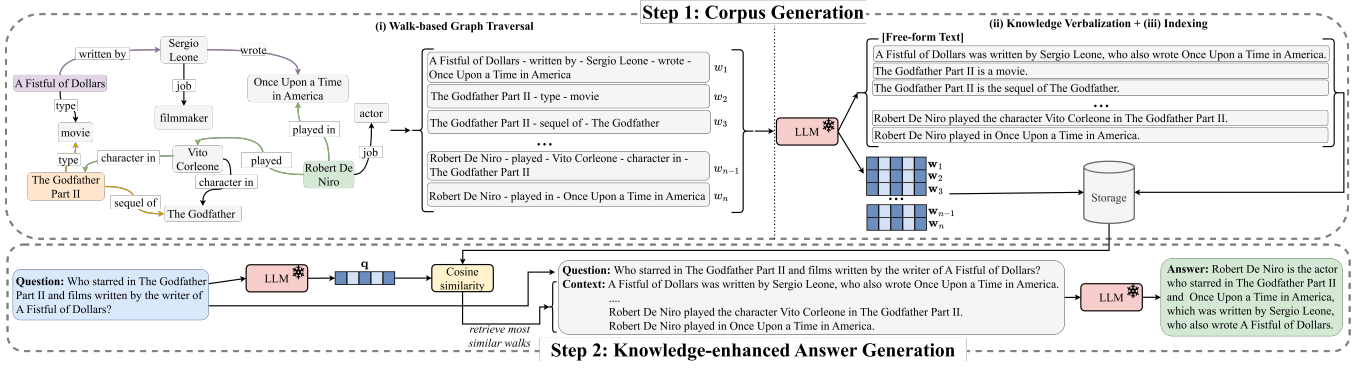 Step 1: Corpus Generation
(i) Walk-based Graph Traversal
(ii) Knowledge Verbalization + (iii) Indexing
A Fistful of Dollars
written by
Sergio
Leone
wrote
Once Upon a Time
in America
job
filmmaker
type
movie
type
The Godfather
Part II
character in
Vito
Corleone
character in
sequel of
The Godfather
played
played in
Robert De
Niro
job
actor
A Fistful of Dollars - written by - Sergio Leone - wrote -
Once Upon a Time in America
w1
The Godfather Part II - type - movie
w2
The Godfather Part II - sequel of - The Godfather
w3
...
Robert De Niro - played - Vito Corleone - character in -
The Godfather Part II
wn−1
Robert De Niro - played in - Once Upon a Time in America
wn
LLM
[Free-form Text]
A Fistful of Dollars was written by Sergio Leone, who also wrote Once Upon a Time in America.
The Godfather Part II is a movie.
The Godfather Part II is the sequel of The Godfather.
...
Robert De Niro played the character Vito Corleone in The Godfather Part II.
Robert De Niro played in Once Upon a Time in America.
w1
w2
w3
...
wn−1
wn
Storage
Question: Who starred in The Godfather
Part II and films written by the writer of
A Fistful of Dollars?
LLM
q
Cosine
similarity
retrieve most
similar walks
Question: Who starred in The Godfather Part II and films written by the writer of A Fistful of Dollars?
Context: A Fistful of Dollars was written by Sergio Leone, who also wrote Once Upon a Time in America.
....
Robert De Niro played the character Vito Corleone in The Godfather Part II.
Robert De Niro played in Once Upon a Time in America.
LLM
Answer: Robert De Niro is the actor
who starred in The Godfather Part II
and Once Upon a Time in America,
which was written by Sergio Leone,
who also wrote A Fistful of Dollars.
Step 2: Knowledge-enhanced Answer Generation